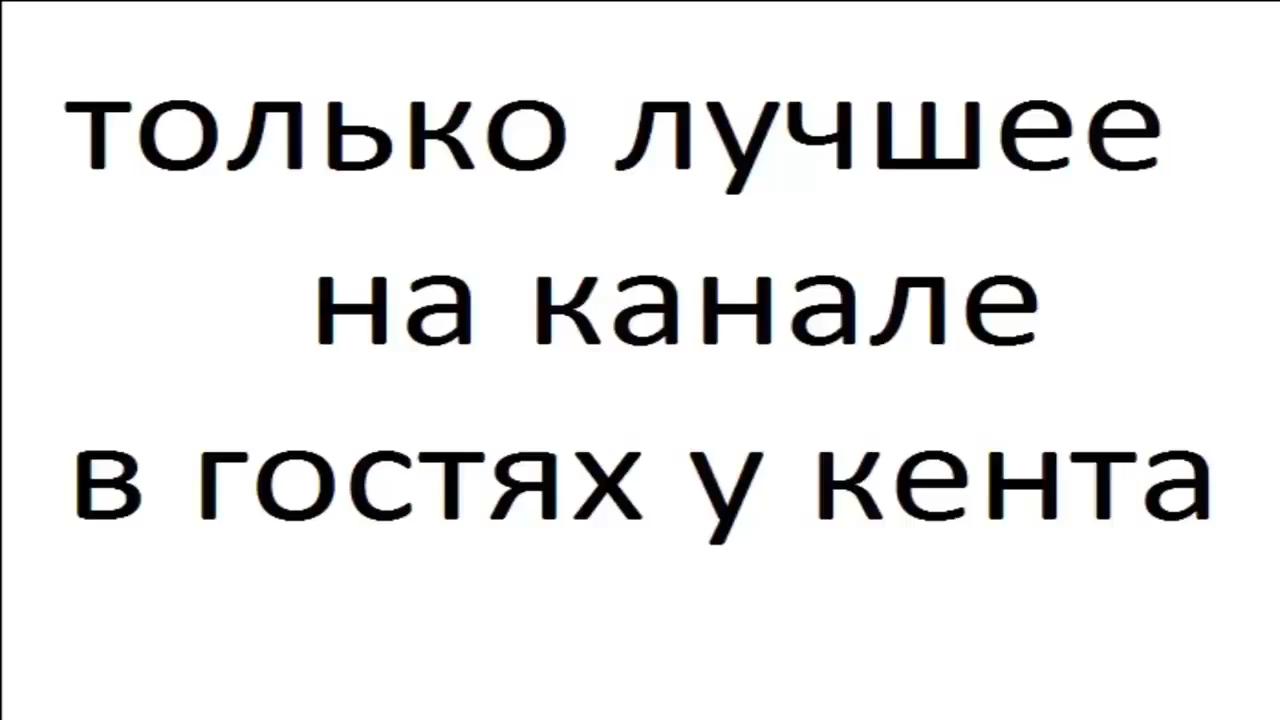 только лучшее
на канале
в гостях у кента